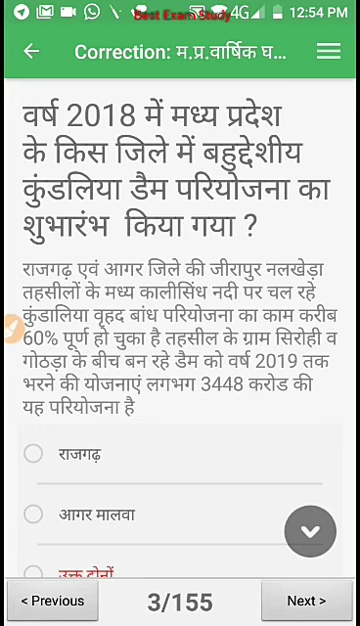 Best Exam Study
4G 12:54 PM
Correction: म.प्र.वार्षिक घ...
वर्ष 2018 में मध्य प्रदेश
के किस जिले में बहुद्देशीय
कुंडलिया डैम परियोजना का
शुभारंभ किया गया ?
राजगढ़ एवं आगर जिले की जीरापुर नलखेड़ा
तहसीलों के मध्य कालीसिंध नदी पर चल रहे
कुंडालिया वृहद बांध परियोजना का काम करीब
60% पूर्ण हो चुका है तहसील के ग्राम सिरोही व
गोठड़ा के बीच बन रहे डैम को वर्ष 2019 तक
भरने की योजनाएं लगभग 3448 करोड की
यह परियोजना है
राजगढ़
आगर मालवा
उक्त दोनों
< Previous 3/155 Next >